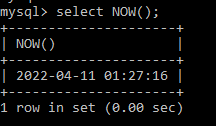 mysql> select NOW();
+---------------------+
| NOW()               |
+---------------------+
| 2022-04-11 01:27:16 |
+---------------------+
1 row in set (0.00 sec)